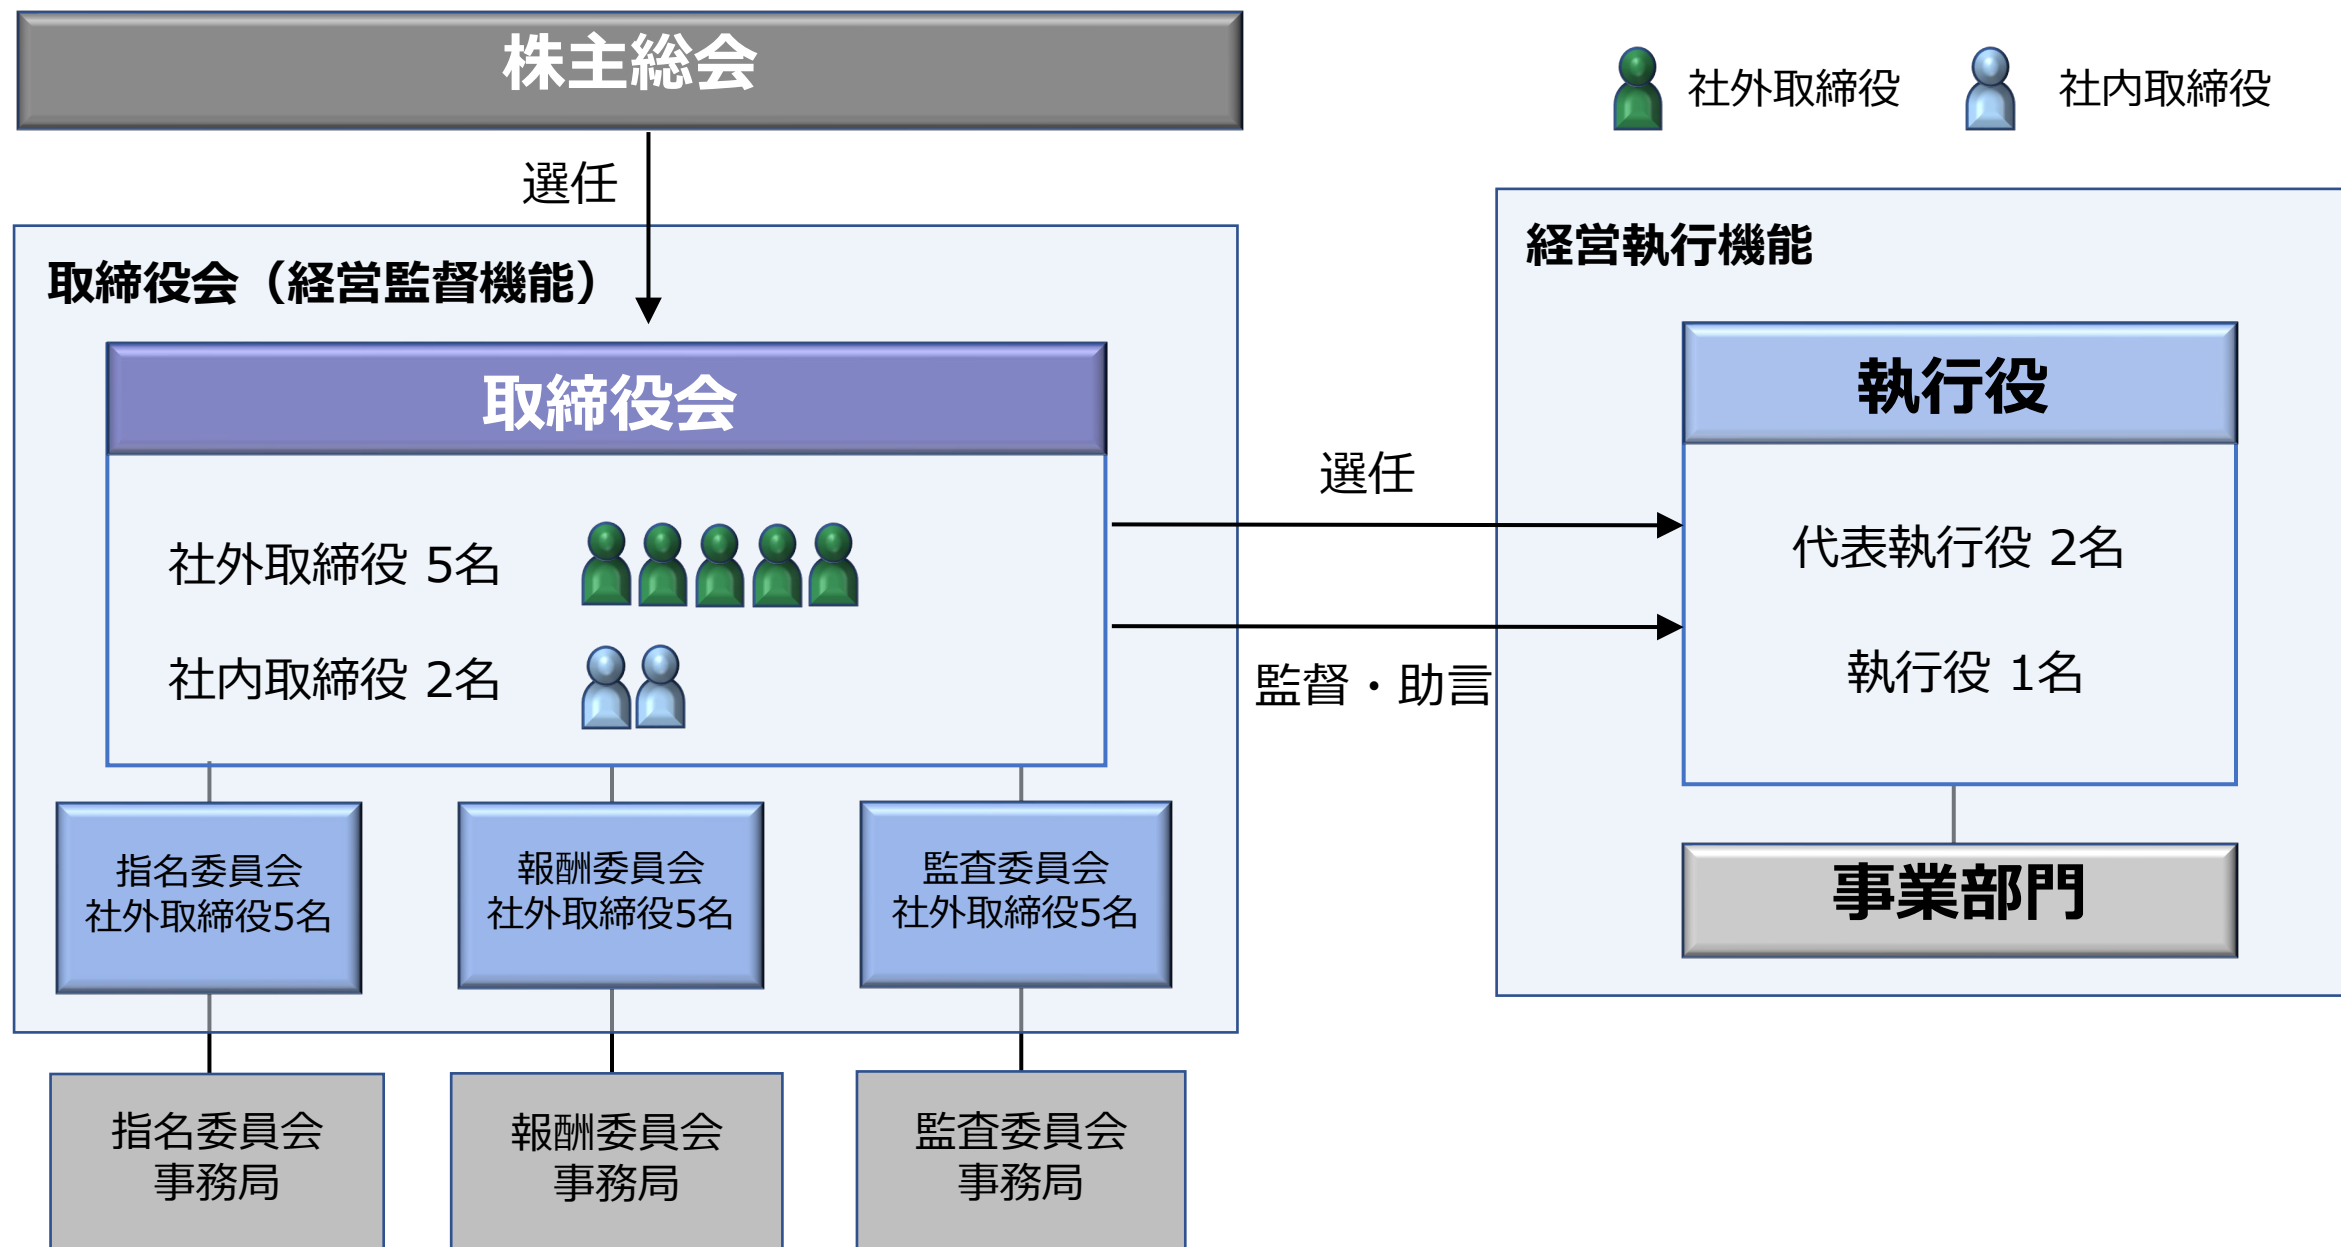 株主総会
社外取締役
社内取締役
選任
取締役会（経営監督機能）
取締役会
社外取締役 5名
社内取締役 2名
選任
監督・助言
経営執行機能
執行役
代表執行役 2名
執行役 1名
事業部門
指名委員会
社外取締役5名
報酬委員会
社外取締役5名
監査委員会
社外取締役5名
指名委員会
事務局
報酬委員会
事務局
監査委員会
事務局